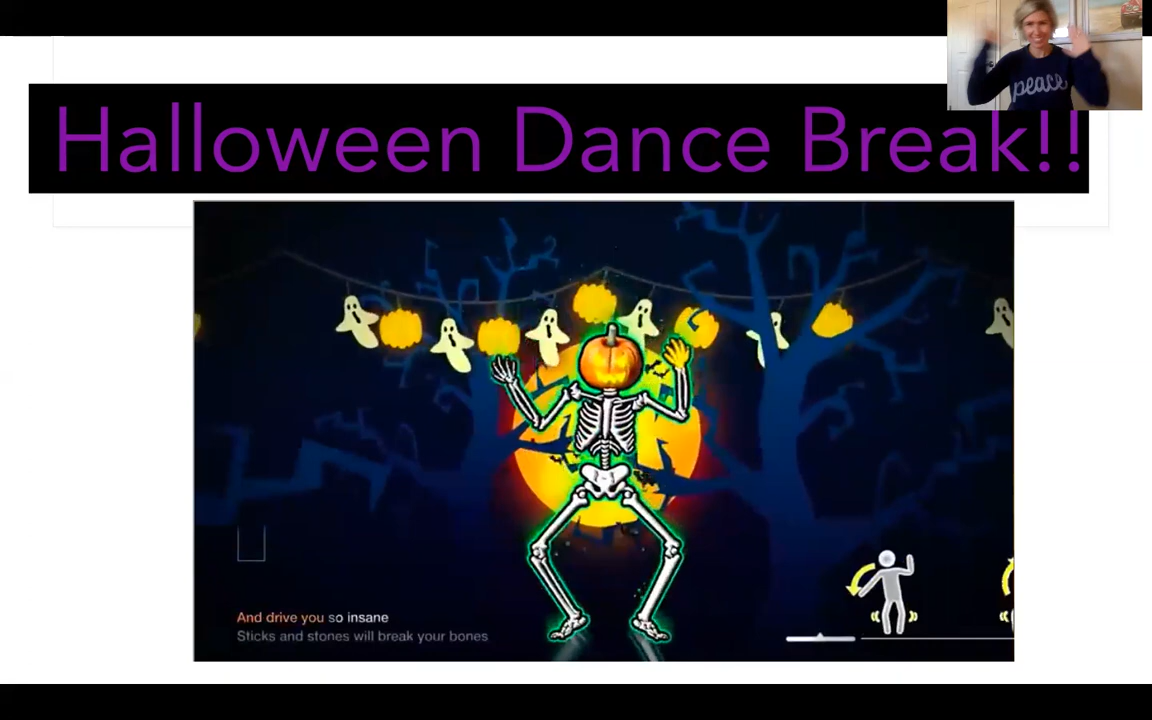 Halloween Dance Break!!
peace
And drive you so insane
Sticks and stones will break your bones